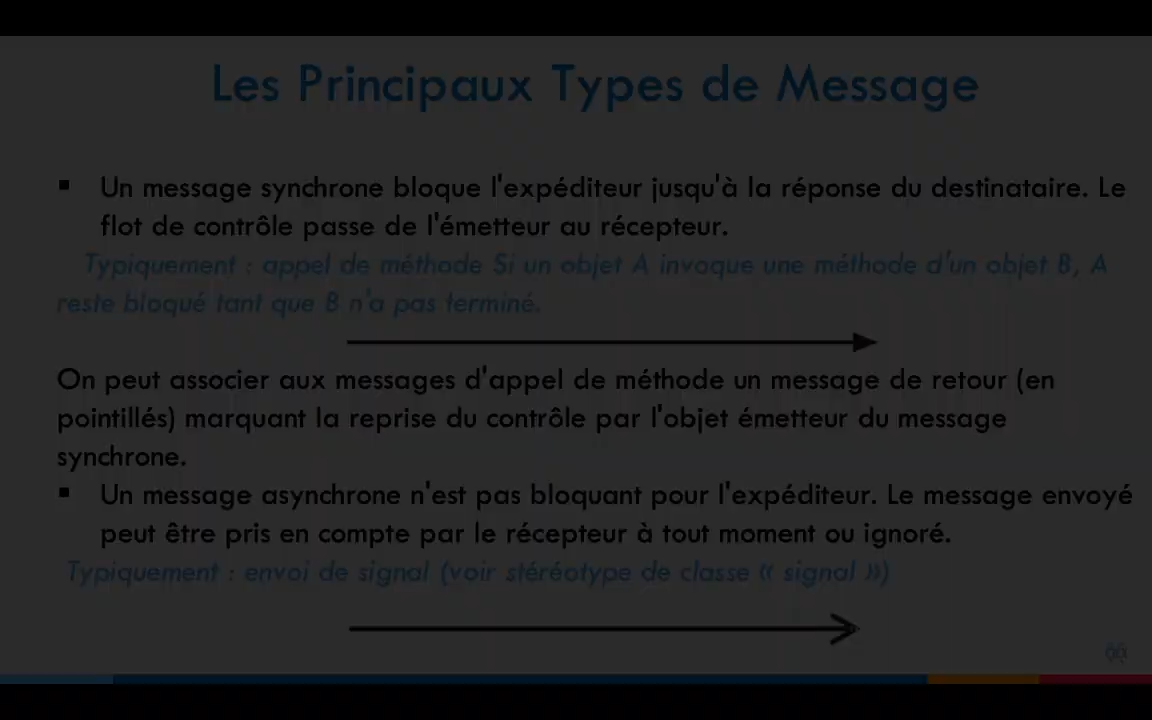 Les Principaux Types de Message
▪ Un message synchrone bloque l'expéditeur jusqu'à la réponse du destinataire. Le
flot de contrôle passe de l'émetteur au récepteur.
Typiquement : appel de méthode Si un objet A invoque une méthode d'un objet B, A
reste bloqué tant que B n'a pas terminé.
On peut associer aux messages d'appel de méthode un message de retour (en
pointillés) marquant la reprise du contrôle par l'objet émetteur du message
synchrone.
▪ Un message asynchrone n'est pas bloquant pour l'expéditeur. Le message envoyé
peut être pris en compte par le récepteur à tout moment ou ignoré.
Typiquement : envoi de signal (voir stéréotype de classe « signal »)